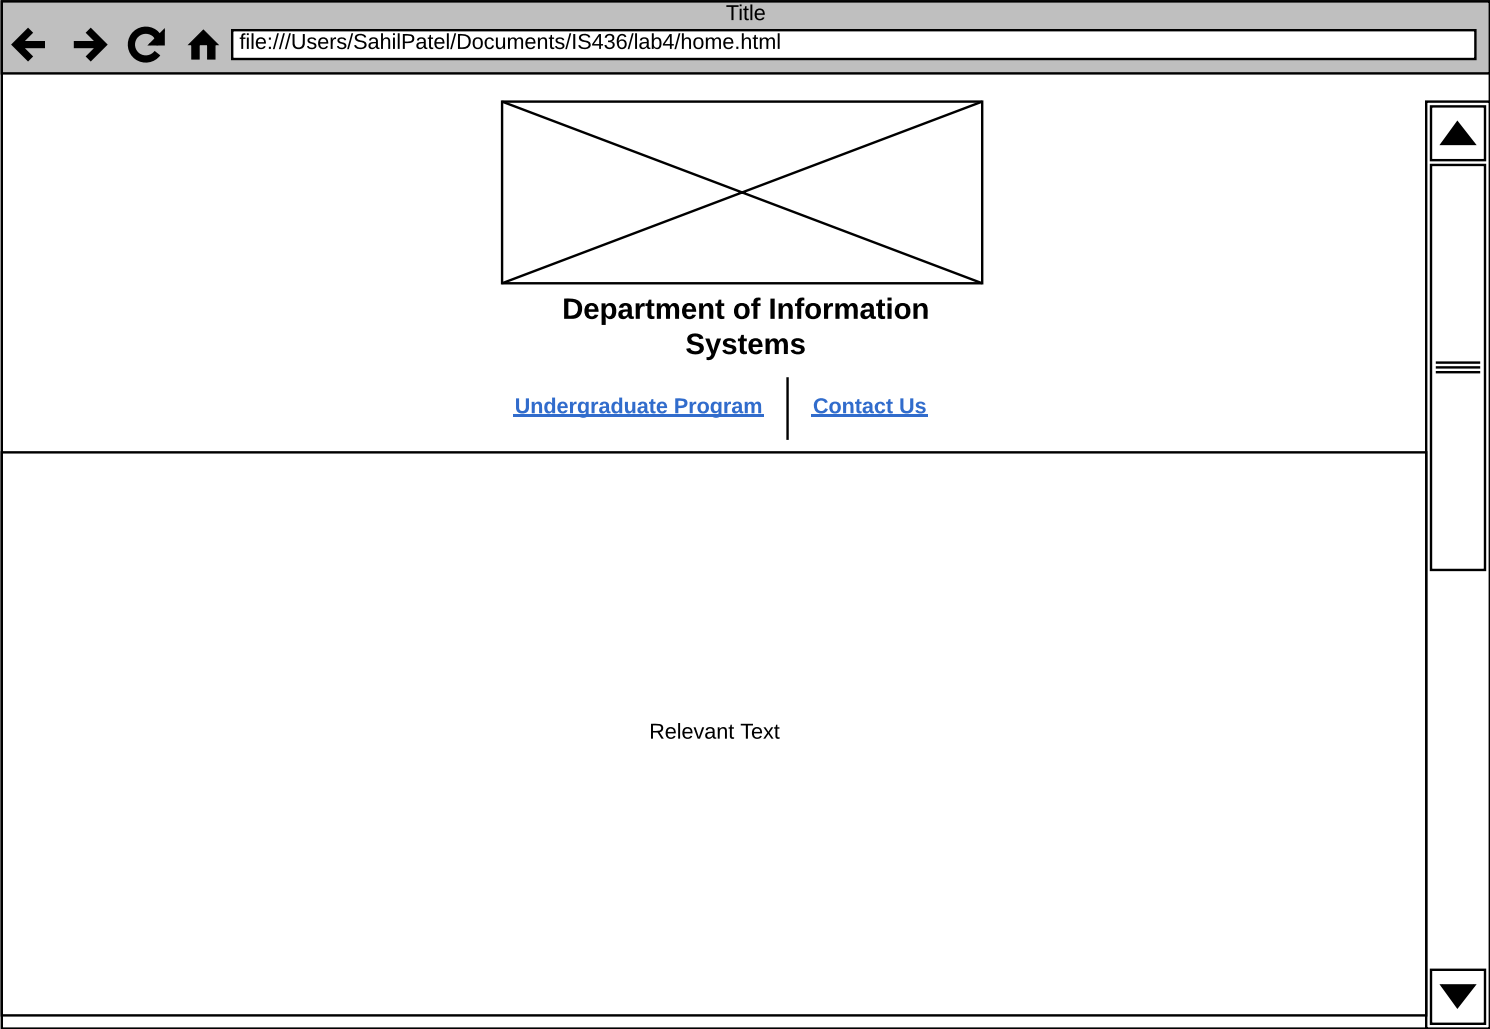 Title
file:///Users/SahilPatel/Documents/IS436/lab4/home.html
Department of Information
Systems
Undergraduate Program
Contact Us
Relevant Text